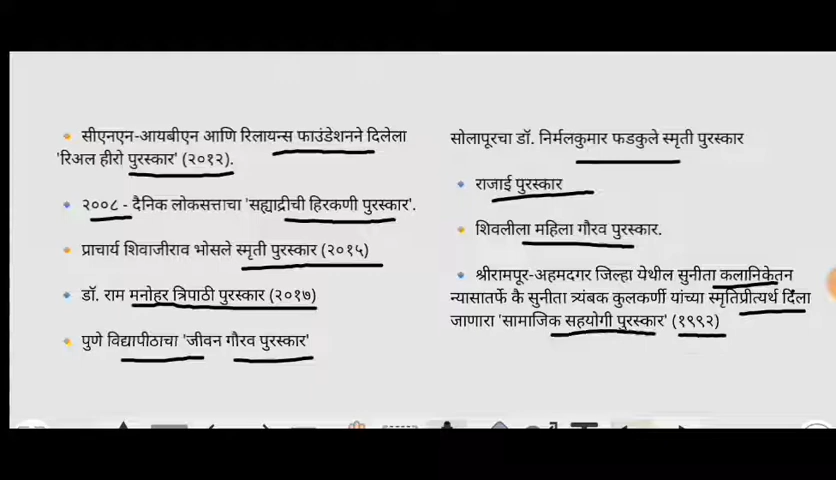 सीएनएन-आयबीएन आणि रिलायन्स फाउंडेशनने दिलेला
'रिअल हीरो पुरस्कार' (२०१२).
२००८ - दैनिक लोकसत्ताचा 'सह्याद्रीची हिरकणी पुरस्कार'.
प्राचार्य शिवाजीराव भोसले स्मृती पुरस्कार (२०१५)
डॉ. राम मनोहर त्रिपाठी पुरस्कार (२०१७)
पुणे विद्यापीठाचा 'जीवन गौरव पुरस्कार'
सोलापूरचा डॉ. निर्मलकुमार फडकुले स्मृती पुरस्कार
राजाई पुरस्कार
शिवलीला महिला गौरव पुरस्कार.
श्रीरामपूर-अहमदगर जिल्हा येथील सुनीता कलानिकेतन
न्यासातर्फे कै सुनीता त्र्यंबक कुलकर्णी यांच्या स्मृतिप्रीत्यर्थ दिला
जाणारा 'सामाजिक सहयोगी पुरस्कार' (१९९२)